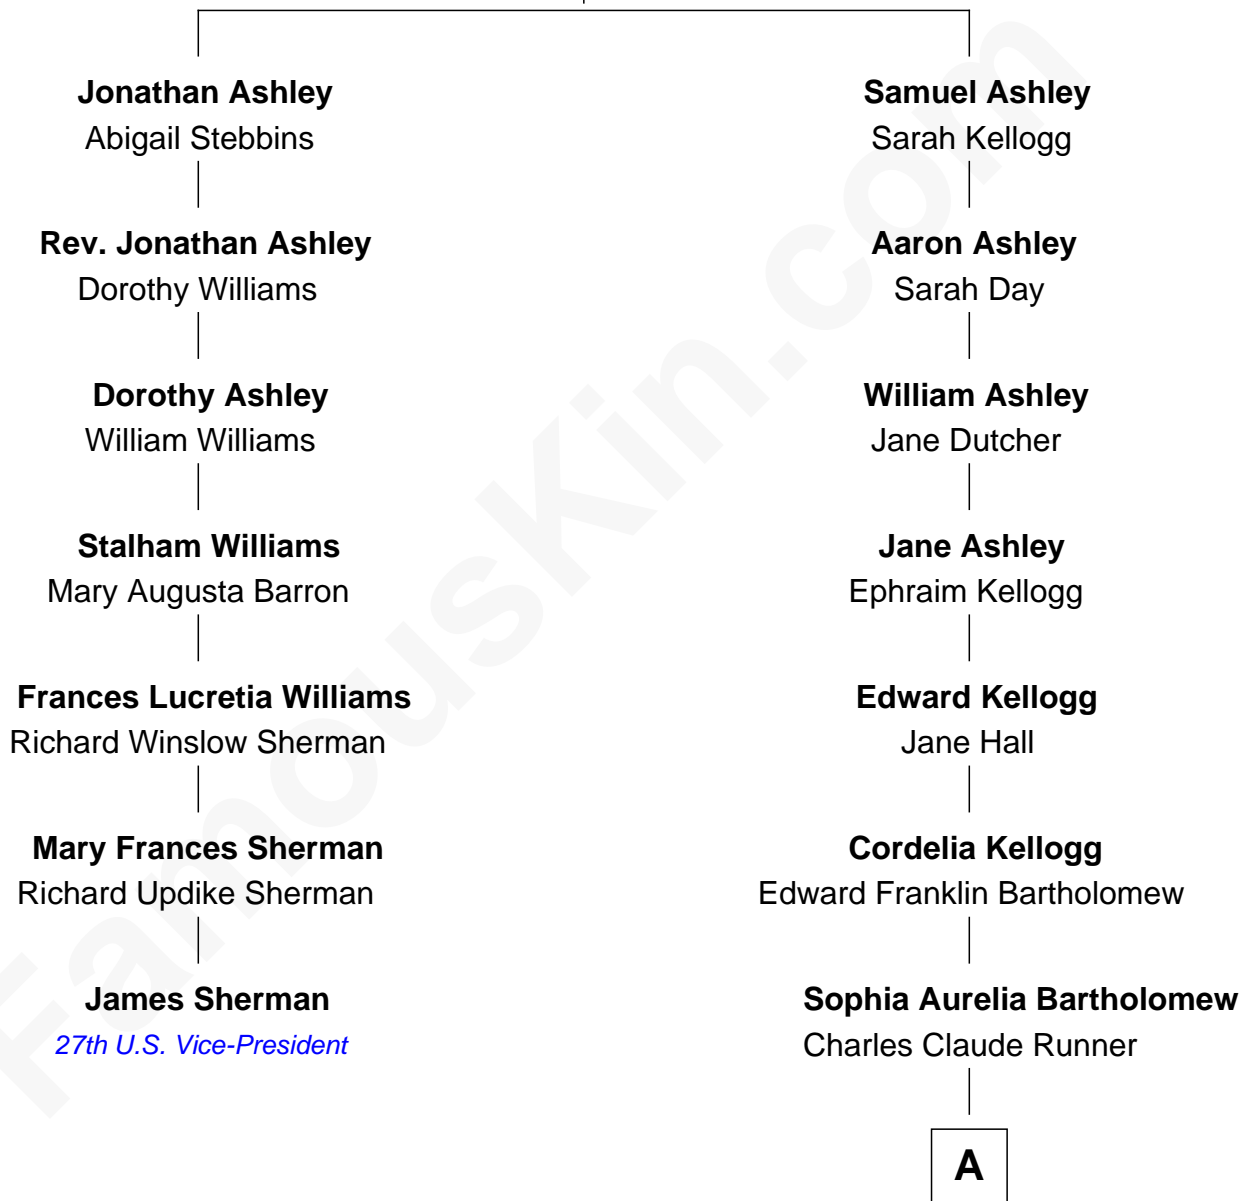 Jonathan Ashley
Abigail Stebbins
Samuel Ashley
Sarah Kellogg
Rev. Jonathan Ashley
Dorothy Williams
Aaron Ashley
Sarah Day
Dorothy Ashley
William Williams
William Ashley
Jane Dutcher
Stalham Williams
Mary Augusta Barron
Jane Ashley
Ephraim Kellogg
Frances Lucretia Williams
Richard Winslow Sherman
Edward Kellogg
Jane Hall
Mary Frances Sherman
Richard Updike Sherman
Cordelia Kellogg
Edward Franklin Bartholomew
James Sherman
27th U.S. Vice-President
Sophia Aurelia Bartholomew
Charles Claude Runner
A
FamousKin.com